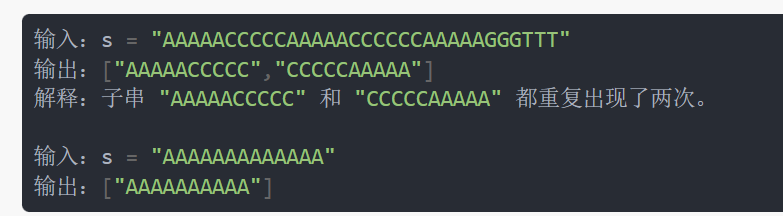 输入：s = "AAAAACCCCCAAAAACCCCCCAAAAAGGGTTT"
输出：["AAAAACCCCC","CCCCCAAAAA"]
解释：子串 "AAAAACCCCC" 和 "CCCCCAAAAA" 都重复出现了两次。
输入：s = "AAAAAAAAAAAAA"
输出：["AAAAAAAAAA"]